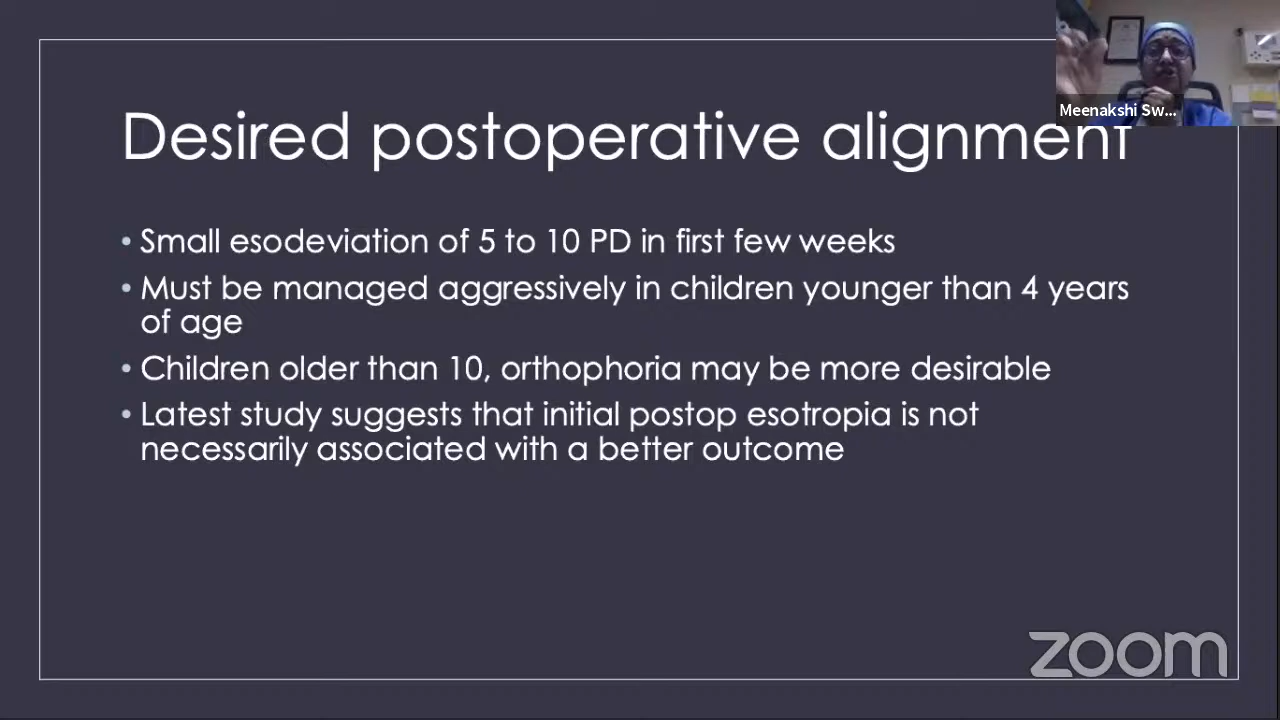 Meenakshi Sw...
Desired postoperative alignment
• Small esodeviation of 5 to 10 PD in first few weeks
• Must be managed aggressively in children younger than 4 years
of age
• Children older than 10, orthophoria may be more desirable
• Latest study suggests that initial postop esotropia is not
necessarily associated with a better outcome
zoom